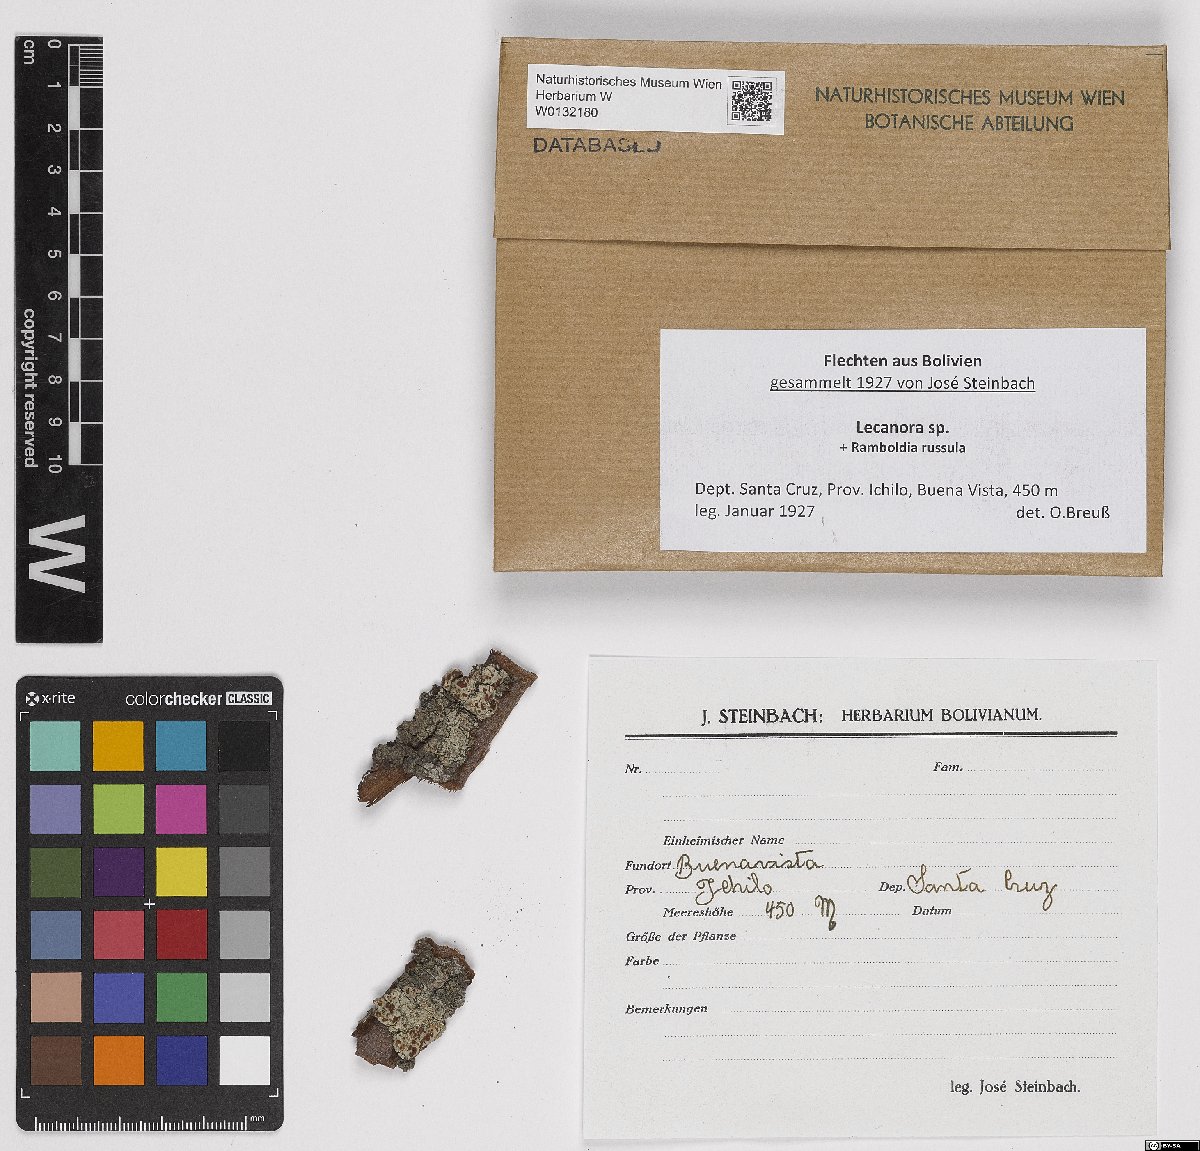 0 1 2 3 4 5 6 7 8 9 10
cm
copyright reserved
W
Naturhistorisches Museum Wien
Herbarium W
W0132180
DATABASED
NATURHISTORISCHES MUSEUM WIEN
BOTANISCHE ABTEILUNG
Flechten aus Bolivien
gesammelt 1927 von José Steinbach
Lecanora sp.
+ Ramboldia russula
Dept. Santa Cruz, Prov. Ichilo, Buena Vista, 450 m
leg. Januar 1927 det. O.Breuß
x·rite colorchecker CLASSIC
mm
J. STEINBACH: HERBARIUM BOLIVIANUM.
Nr. Fam.
Einheimischer Name
Fundort Buenavista
Prov. Ichilo Dep. Santa Cruz
Meereshöhe 450 M Datum
Größe der Pflanze
Farbe
Bemerkungen
leg. José Steinbach.
CC BY-SA